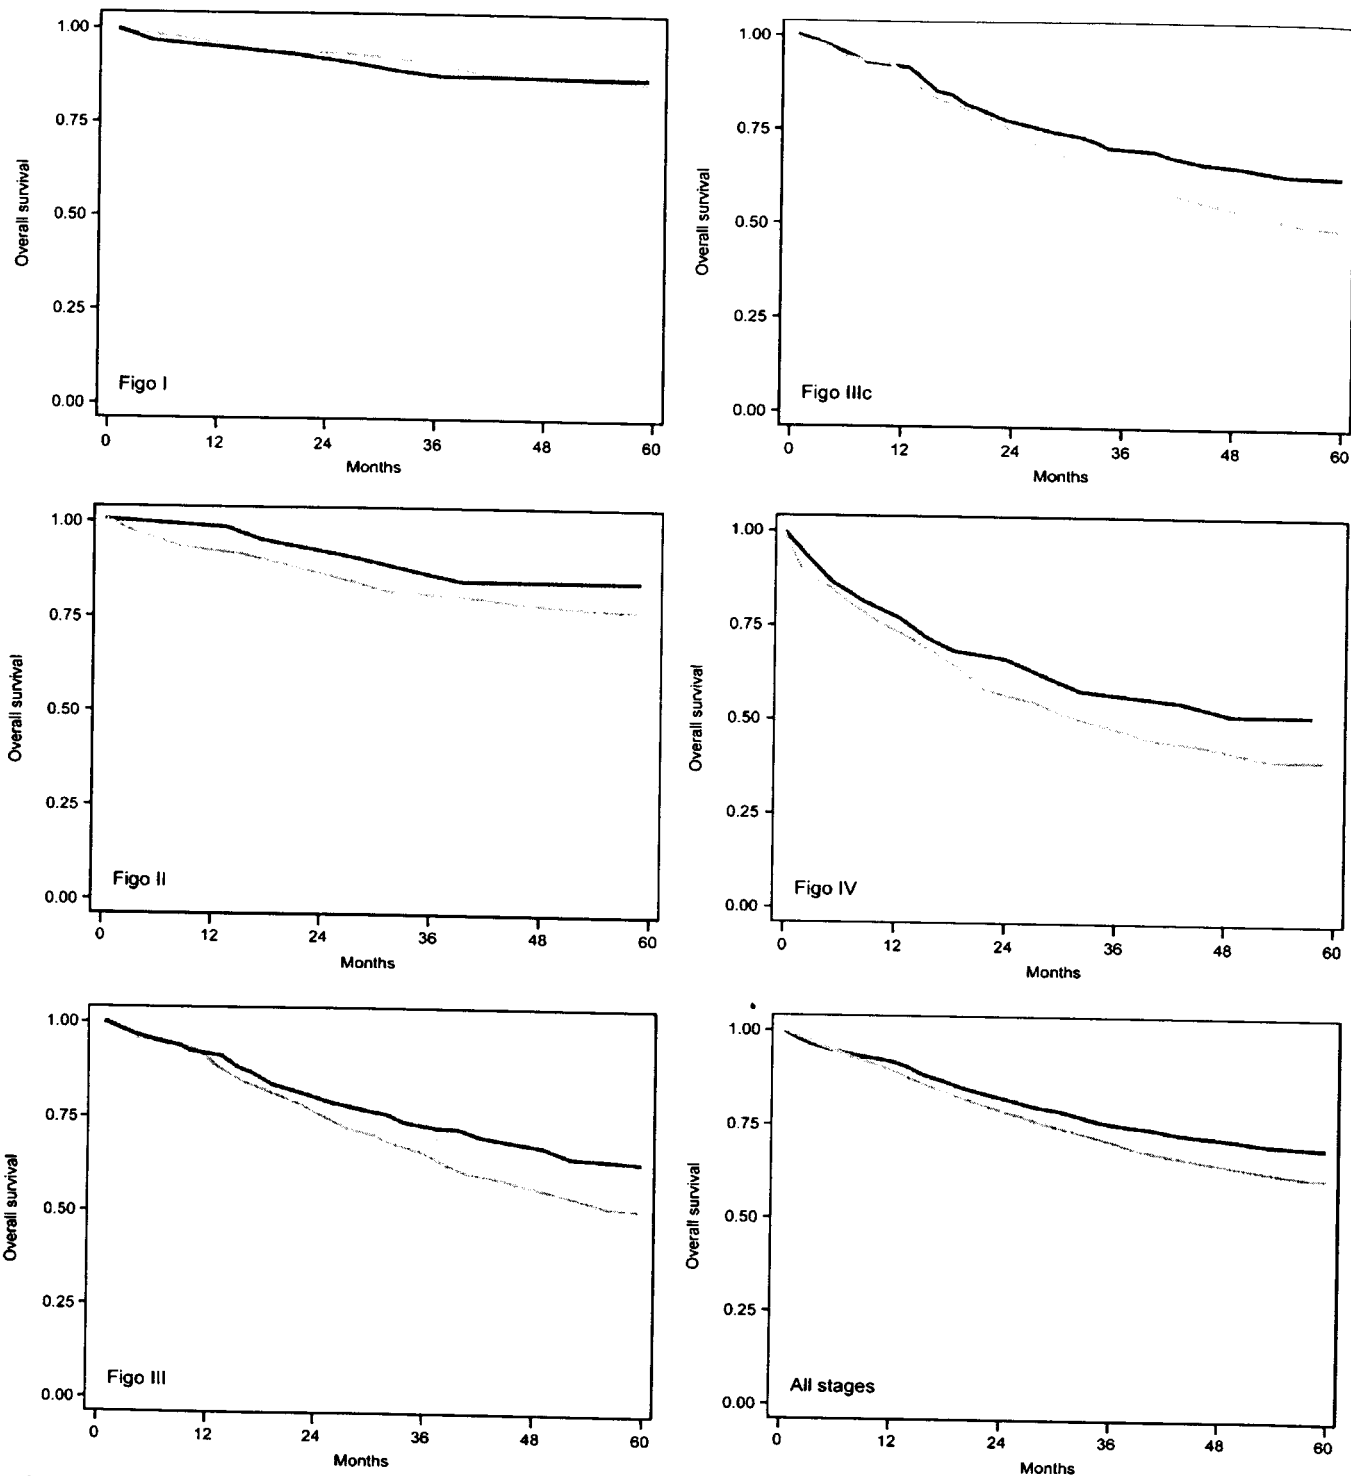 1.00
0.75
0.50
0.25
0.00
Overall survival
Figo I
0 12 24 36 48 60
Months
1.00
0.75
0.50
0.25
0.00
Overall survival
Figo IIIc
0 12 24 36 48 60
Months
1.00
0.75
0.50
0.25
0.00
Overall survival
Figo II
0 12 24 36 48 60
Months
1.00
0.75
0.50
0.25
0.00
Overall survival
Figo IV
0 12 24 36 48 60
Months
1.00
0.75
0.50
0.25
0.00
Overall survival
Figo III
0 12 24 36 48 60
Months
1.00
0.75
0.50
0.25
0.00
Overall survival
All stages
0 12 24 36 48 60
Months